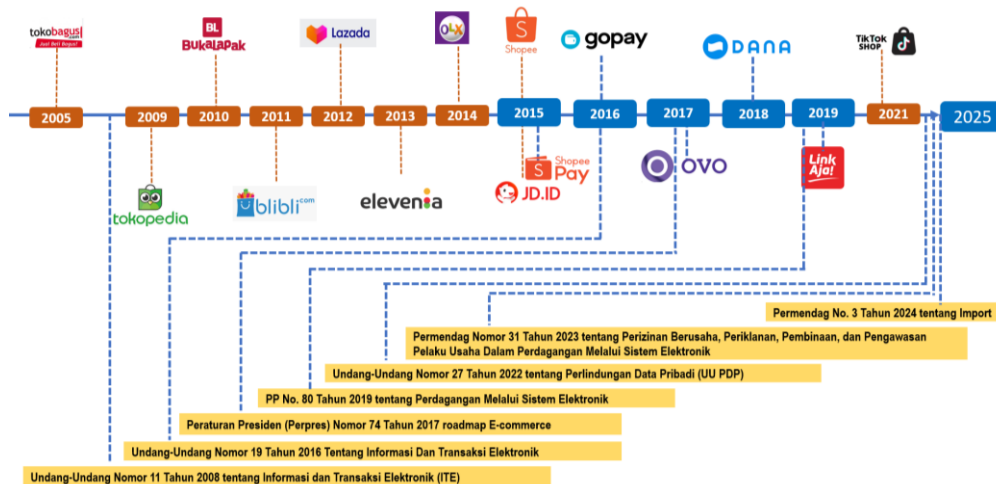 tokobagus
.com
Jual Beli Bagus!
BL
BUKALAPAK
Lazada
OLX
S
Shopee
gopay
DANA
TikTok
SHOP
2005
2009
2010
2011
2012
2013
2014
2015
2016
2017
2018
2019
2021
2025
tokopedia
blibli.com
elevenia
S Shopee
Pay
JD.ID
OVO
Link
Aja!
Permendag No. 3 Tahun 2024 tentang Import
Permendag Nomor 31 Tahun 2023 tentang Perizinan Berusaha, Periklanan, Pembinaan, dan Pengawasan
Pelaku Usaha Dalam Perdagangan Melalui Sistem Elektronik
Undang-Undang Nomor 27 Tahun 2022 tentang Perlindungan Data Pribadi (UU PDP)
PP No. 80 Tahun 2019 tentang Perdagangan Melalui Sistem Elektronik
Peraturan Presiden (Perpres) Nomor 74 Tahun 2017 roadmap E-commerce
Undang-Undang Nomor 19 Tahun 2016 Tentang Informasi Dan Transaksi Elektronik
Undang-Undang Nomor 11 Tahun 2008 tentang Informasi dan Transaksi Elektronik (ITE)